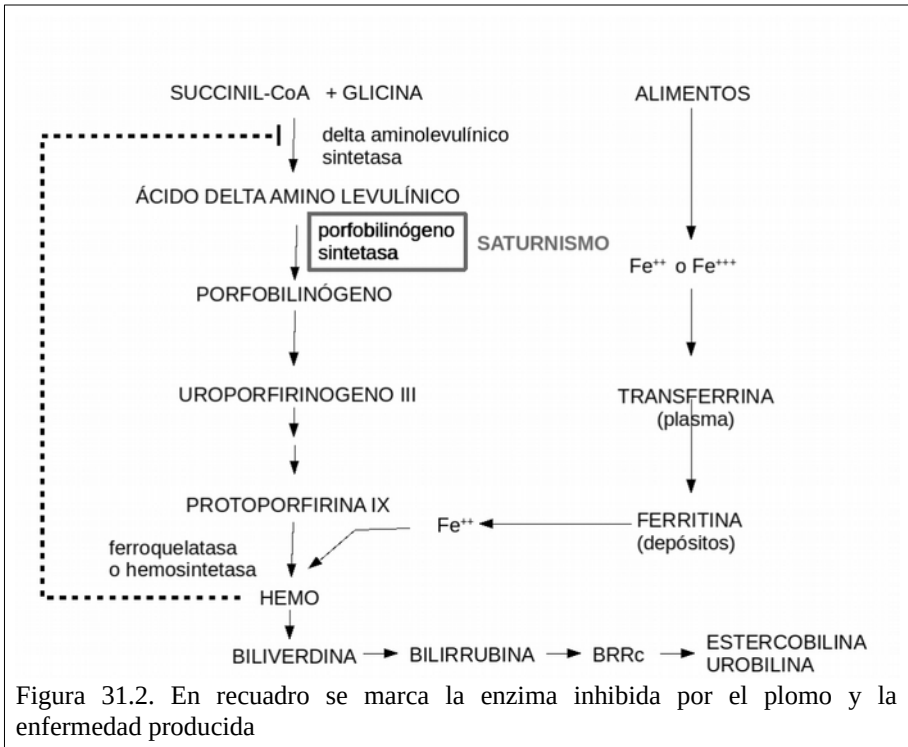 SUCCINIL-CoA + GLICINA
ALIMENTOS
delta aminolevulínico
sintetasa
ÁCIDO DELTA AMINO LEVULÍNICO
porfobilinógeno
sintetasa
SATURNISMO
Fe⁺⁺ o Fe⁺⁺⁺
PORFOBILINÓGENO
UROPORFIRINOGENO III
TRANSFERRINA
(plasma)
PROTOPORFIRINA IX
Fe⁺⁺
FERRITINA
(depósitos)
ferroquelatasa
o hemosintetasa
HEMO
BILIVERDINA
BILIRRUBINA
BRRc
ESTERCOBILINA
UROBILINA
Figura 31.2. En recuadro se marca la enzima inhibida por el plomo y la
enfermedad producida